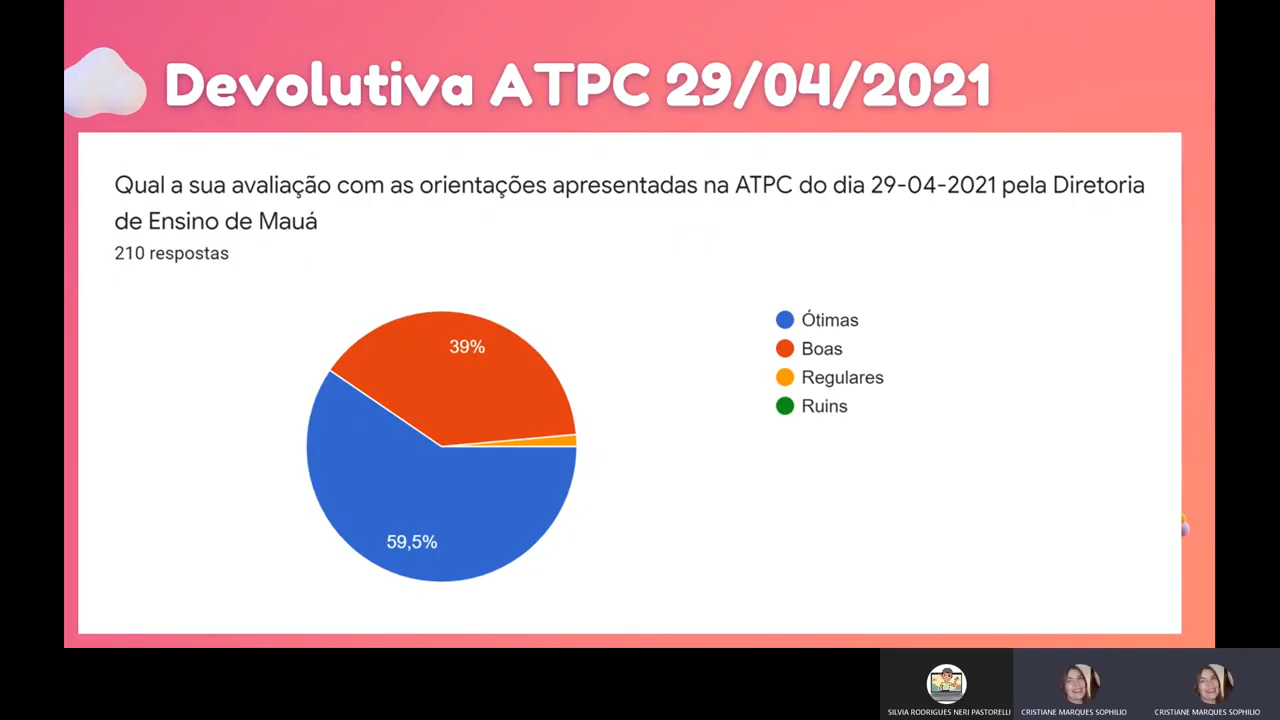 Devolutiva ATPC 29/04/2021
Qual a sua avaliação com as orientações apresentadas na ATPC do dia 29-04-2021 pela Diretoria
de Ensino de Mauá
210 respostas
39%
59,5%
Ótimas
Boas
Regulares
Ruins
SILVIA RODRIGUES NERI PASTORELLI
CRISTIANE MARQUES SOPHILIO
CRISTIANE MARQUES SOPHILIO